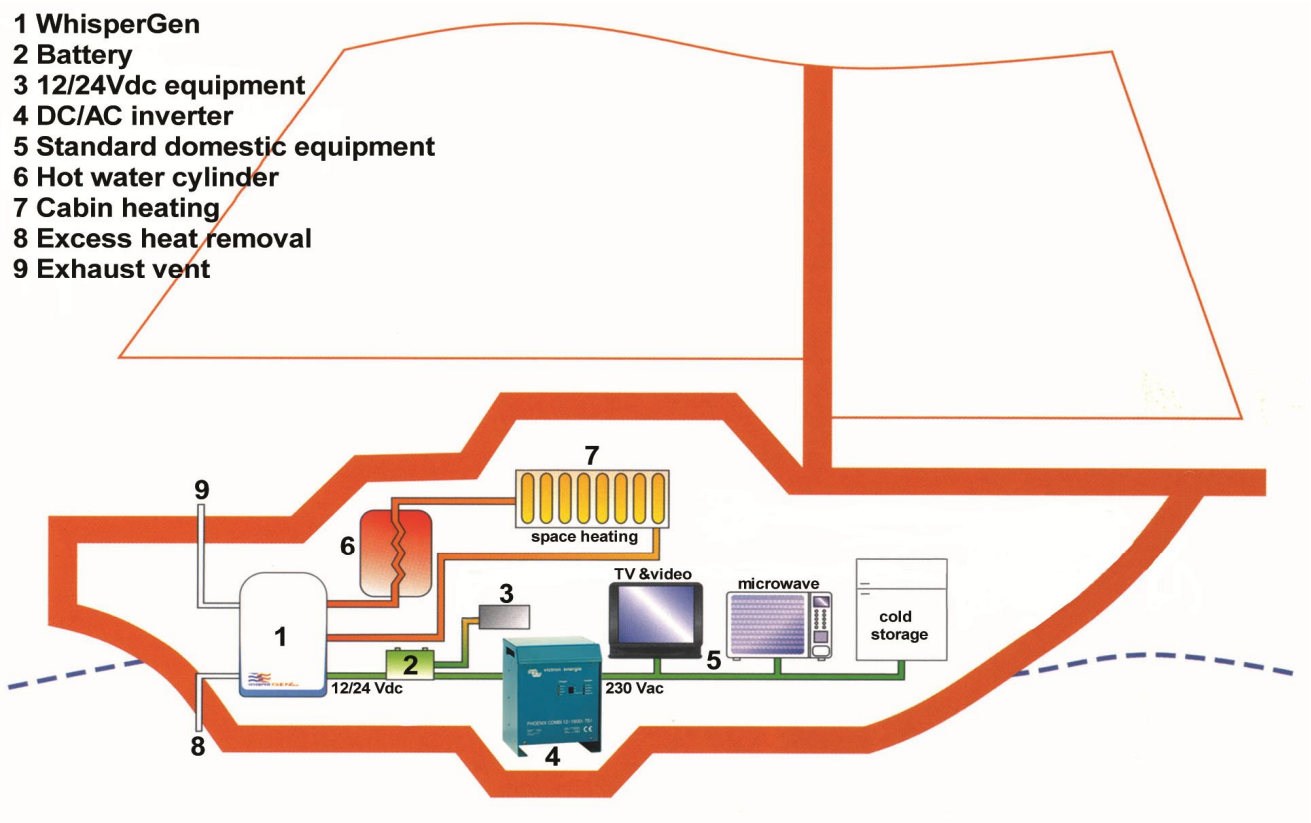 1 WhisperGen
2 Battery
3 12/24Vdc equipment
4 DC/AC inverter
5 Standard domestic equipment
6 Hot water cylinder
7 Cabin heating
8 Excess heat removal
9 Exhaust vent
7
9
space heating
6
TV &video
microwave
3
cold
storage
1
2
5
victron energie
12/24 Vdc
230 Vac
8
4